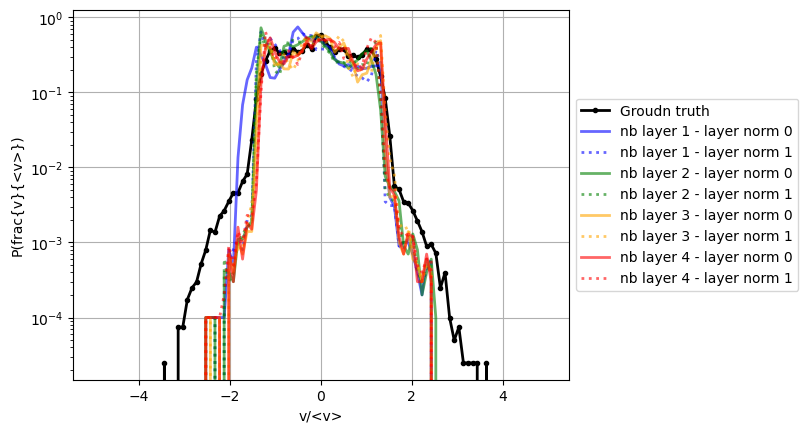 10⁰
10⁻¹
10⁻²
10⁻³
10⁻⁴
P(frac{v}{<v>})
−4
−2
0
2
4
v/<v>
Groudn truth
nb layer 1 - layer norm 0
nb layer 1 - layer norm 1
nb layer 2 - layer norm 0
nb layer 2 - layer norm 1
nb layer 3 - layer norm 0
nb layer 3 - layer norm 1
nb layer 4 - layer norm 0
nb layer 4 - layer norm 1